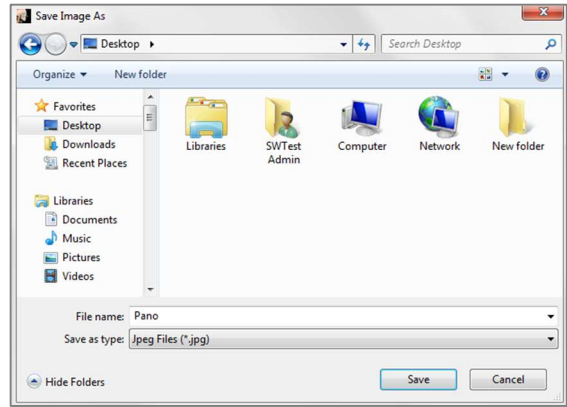 Save Image As
Desktop
Search Desktop
Organize New folder
Favorites
Desktop
Downloads
Recent Places
Libraries
Documents
Music
Pictures
Videos
Libraries
SWTest
Admin
Computer
Network
New folder
File name: Pano
Save as type: Jpeg Files (*.jpg)
Hide Folders
Save
Cancel